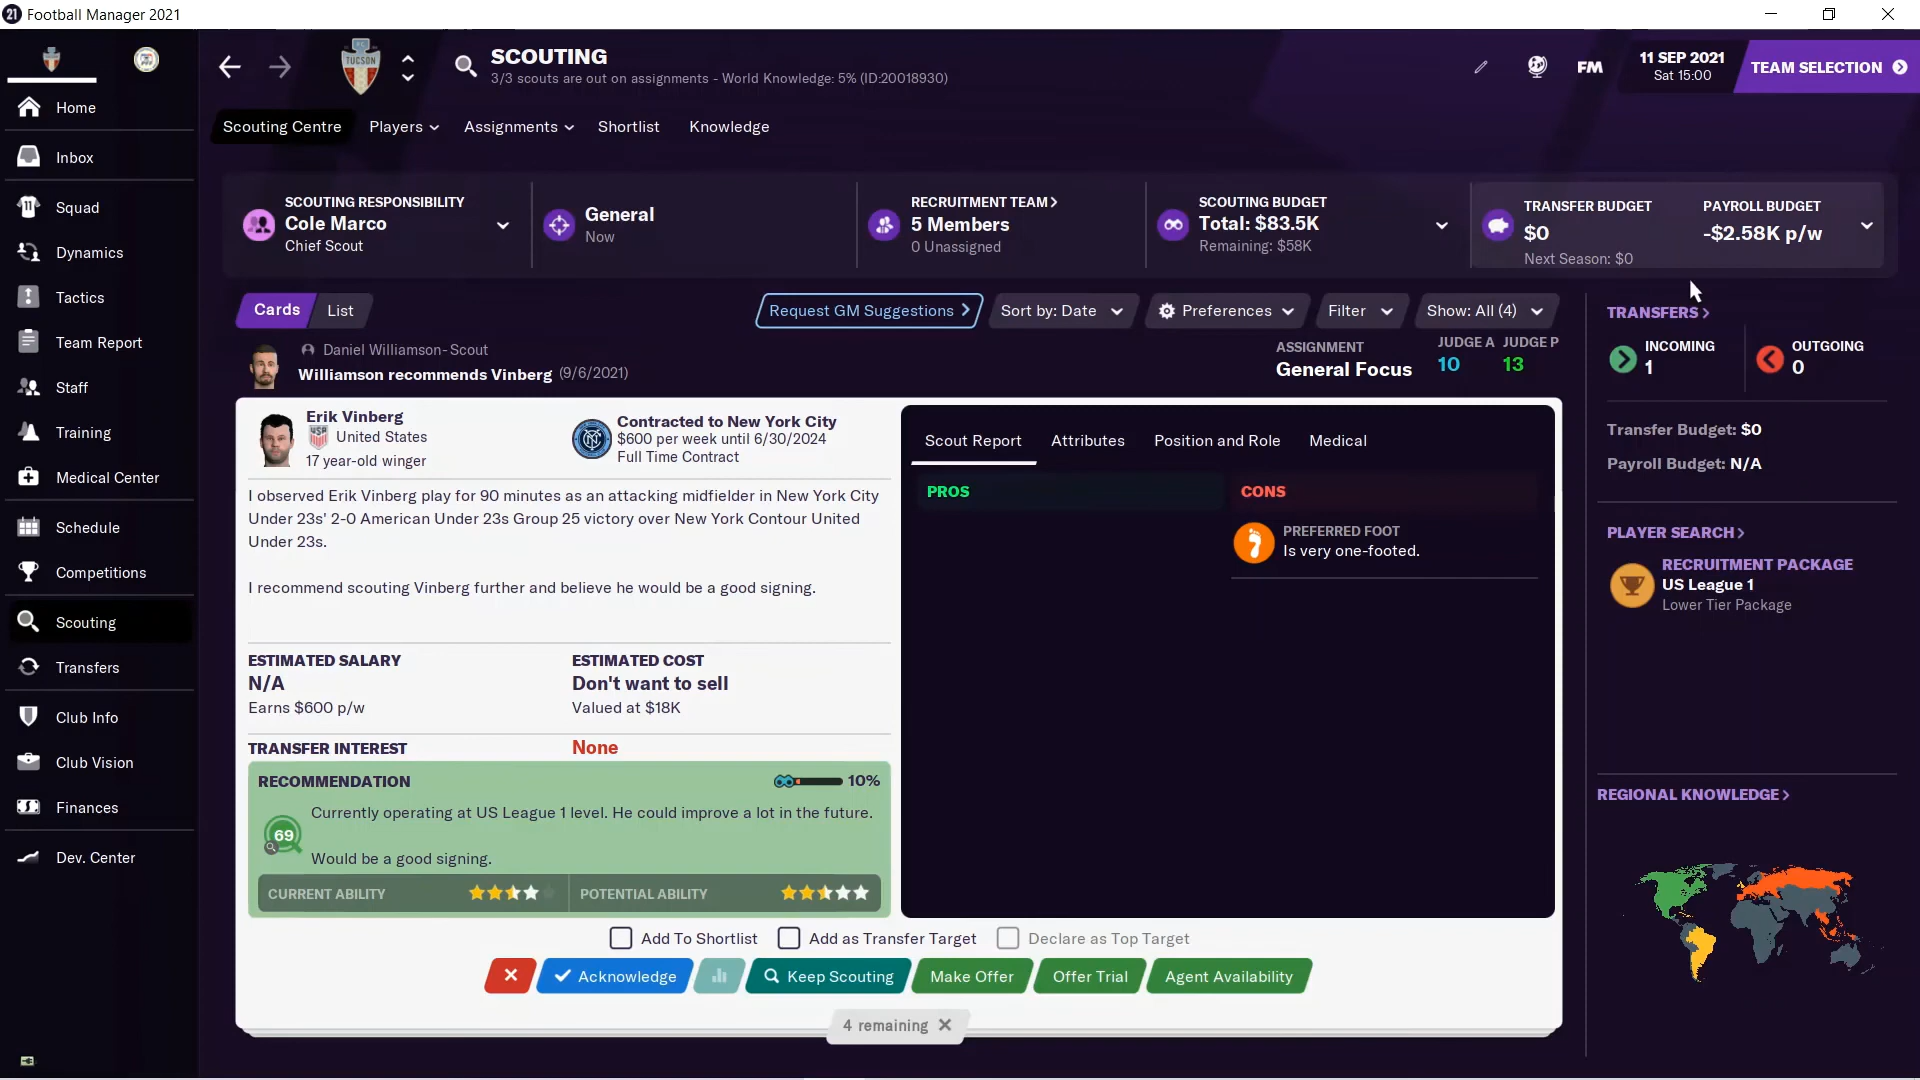 21 Football Manager 2021
TUCSON
SCOUTING
3/3 scouts are out on assignments - World Knowledge: 5% (ID:20018930)
FM
11 SEP 2021
Sat 15:00
TEAM SELECTION
Home
Inbox
Squad
Dynamics
Tactics
Team Report
Staff
Training
Medical Center
Schedule
Competitions
Scouting
Transfers
Club Info
Club Vision
Finances
Dev. Center
Scouting Centre
Players
Assignments
Shortlist
Knowledge
SCOUTING RESPONSIBILITY
Cole Marco
Chief Scout
General
Now
RECRUITMENT TEAM >
5 Members
0 Unassigned
SCOUTING BUDGET
Total: $83.5K
Remaining: $58K
TRANSFER BUDGET
$0
Next Season: $0
PAYROLL BUDGET
-$2.58K p/w
Cards
List
Request GM Suggestions >
Sort by: Date
Preferences
Filter
Show: All (4)
Daniel Williamson - Scout
Williamson recommends Vinberg (9/6/2021)
ASSIGNMENT
General Focus
JUDGE A
10
JUDGE P
13
Erik Vinberg
United States
17 year-old winger
Contracted to New York City
$600 per week until 6/30/2024
Full Time Contract
I observed Erik Vinberg play for 90 minutes as an attacking midfielder in New York City
Under 23s' 2-0 American Under 23s Group 25 victory over New York Contour United
Under 23s.
I recommend scouting Vinberg further and believe he would be a good signing.
ESTIMATED SALARY
N/A
Earns $600 p/w
ESTIMATED COST
Don't want to sell
Valued at $18K
TRANSFER INTEREST
None
RECOMMENDATION
10%
69
Currently operating at US League 1 level. He could improve a lot in the future.
Would be a good signing.
CURRENT ABILITY
POTENTIAL ABILITY
Scout Report
Attributes
Position and Role
Medical
PROS
CONS
PREFERRED FOOT
Is very one-footed.
Add To Shortlist
Add as Transfer Target
Declare as Top Target
Acknowledge
Keep Scouting
Make Offer
Offer Trial
Agent Availability
4 remaining
TRANSFERS >
INCOMING
1
OUTGOING
0
Transfer Budget: $0
Payroll Budget: N/A
PLAYER SEARCH >
RECRUITMENT PACKAGE
US League 1
Lower Tier Package
REGIONAL KNOWLEDGE >